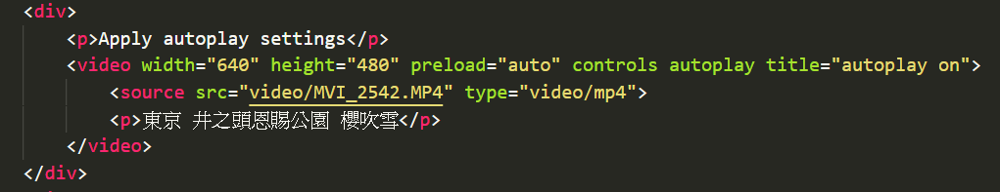 <div>
<p>Apply autoplay settings</p>
<video width="640" height="480" preload="auto" controls autoplay title="autoplay on">
<source src="video/MVI_2542.MP4" type="video/mp4">
<p>東京 井之頭恩賜公園 櫻吹雪</p>
</video>
</div>